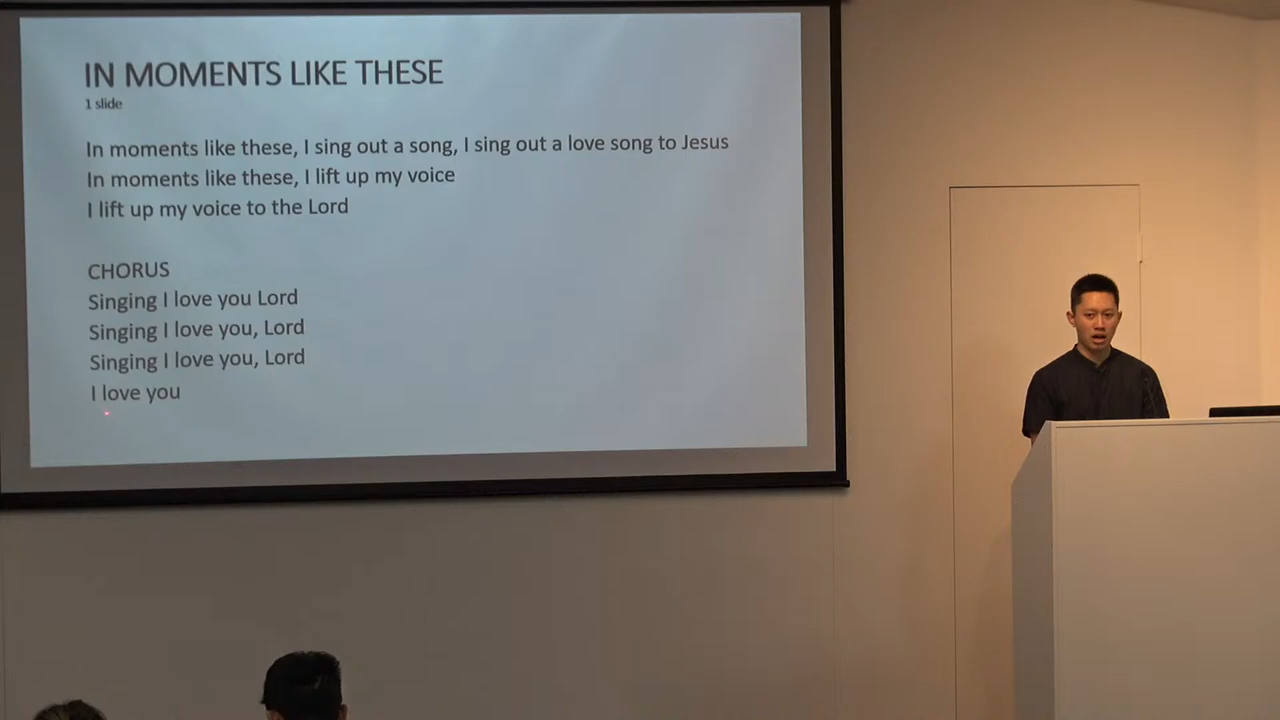 IN MOMENTS LIKE THESE
1 slide
In moments like these, I sing out a song, I sing out a love song to Jesus
In moments like these, I lift up my voice
I lift up my voice to the Lord
CHORUS
Singing I love you Lord
Singing I love you, Lord
Singing I love you, Lord
I love you